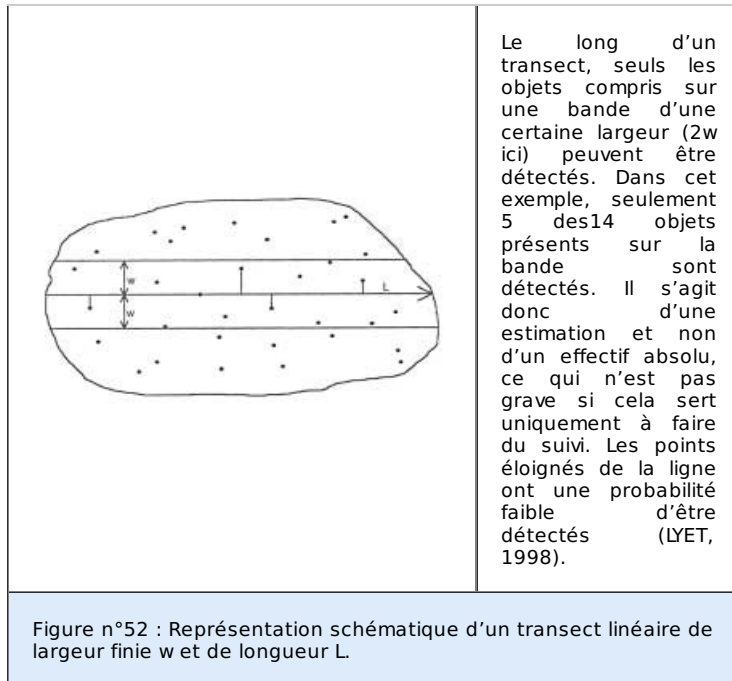 w
L
w
Le long d’un
transect, seuls les
objets compris sur
une bande d’une
certaine largeur (2w
ici) peuvent être
détectés. Dans cet
exemple, seulement
5 des14 objets
présents sur la
bande sont
détectés. Il s’agit
donc d’une
estimation et non
d’un effectif absolu,
ce qui n’est pas
grave si cela sert
uniquement à faire
du suivi. Les points
éloignés de la ligne
ont une probabilité
faible d’être
détectés (LYET,
1998).
Figure n°52 : Représentation schématique d’un transect linéaire de
largeur finie w et de longueur L.